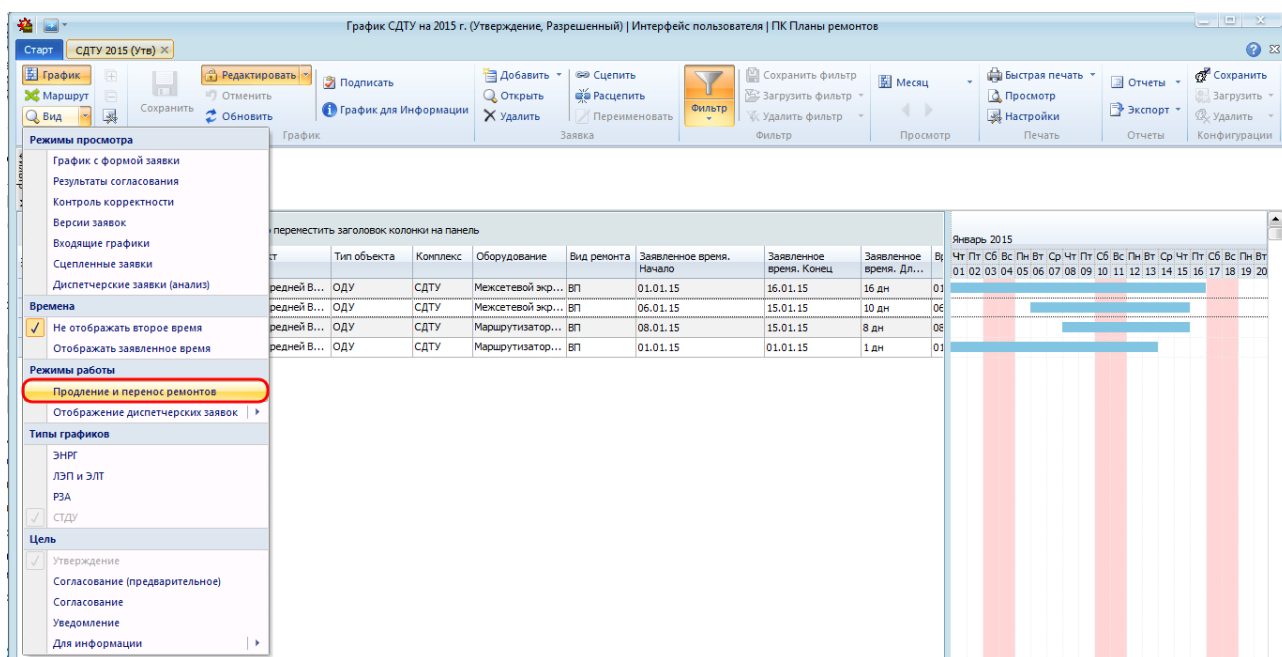 График СДТУ на 2015 г. (Утверждение, Разрешенный) | Интерфейс пользователя | ПК Планы ремонтов
Старт СДТУ 2015 (Утв)
График Редактировать Подписать Добавить Сцепить Сохранить фильтр Месяц Быстрая печать Отчеты Сохранить
Маршрут Отменить Открыть Расцепить Загрузить фильтр Просмотр Загрузить
Вид Сохранить Обновить График для Информации Удалить Переименовать Фильтр Удалить фильтр Настройки Экспорт Удалить
График Заявка Фильтр Просмотр Печать Отчеты Конфигурации
Режимы просмотра
График с формой заявки
Результаты согласования
Контроль корректности
Версии заявок
Входящие графики
Сцепленные заявки
Диспетчерские заявки (анализ)
Времена
Не отображать второе время
Отображать заявленное время
Режимы работы
Продление и перенос ремонтов
Отображение диспетчерских заявок
Типы графиков
ЭНРГ
ЛЭП и ЭЛТ
РЗА
СТДУ
Цель
Утверждение
Согласование (предварительное)
Согласование
Уведомление
Для информации
переместить заголовок колонки на панель
Тип объекта Комплекс Оборудование Вид ремонта Заявленное время. Начало Заявленное время. Конец Заявленное время. Дл...
редней В... ОДУ СДТУ Межсетевой экр... ВП 01.01.15 16.01.15 16 дн 01
редней В... ОДУ СДТУ Межсетевой экр... ВП 06.01.15 15.01.15 10 дн 06
редней В... ОДУ СДТУ Маршрутизатор... ВП 08.01.15 15.01.15 8 дн 08
редней В... ОДУ СДТУ Маршрутизатор... ВП 01.01.15 01.01.15 1 дн 01
Январь 2015
Чт Пт Сб Вс Пн Вт Ср Чт Пт Сб Вс Пн Вт Ср Чт Пт Сб Вс Пн Вт
01 02 03 04 05 06 07 08 09 10 11 12 13 14 15 16 17 18 19 20